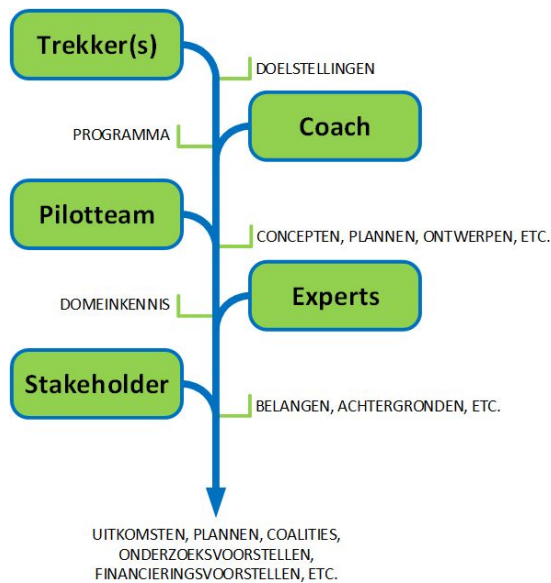 Trekker(s)
DOELSTELLINGEN
Coach
PROGRAMMA
Pilotteam
CONCEPTEN, PLANNEN, ONTWERPEN, ETC.
Experts
DOMEINKENNIS
Stakeholder
BELANGEN, ACHTERGRONDEN, ETC.
UITKOMSTEN, PLANNEN, COALITIES,
ONDERZOEKSVOORSTELLEN,
FINANCIERINGSVOORSTELLEN, ETC.